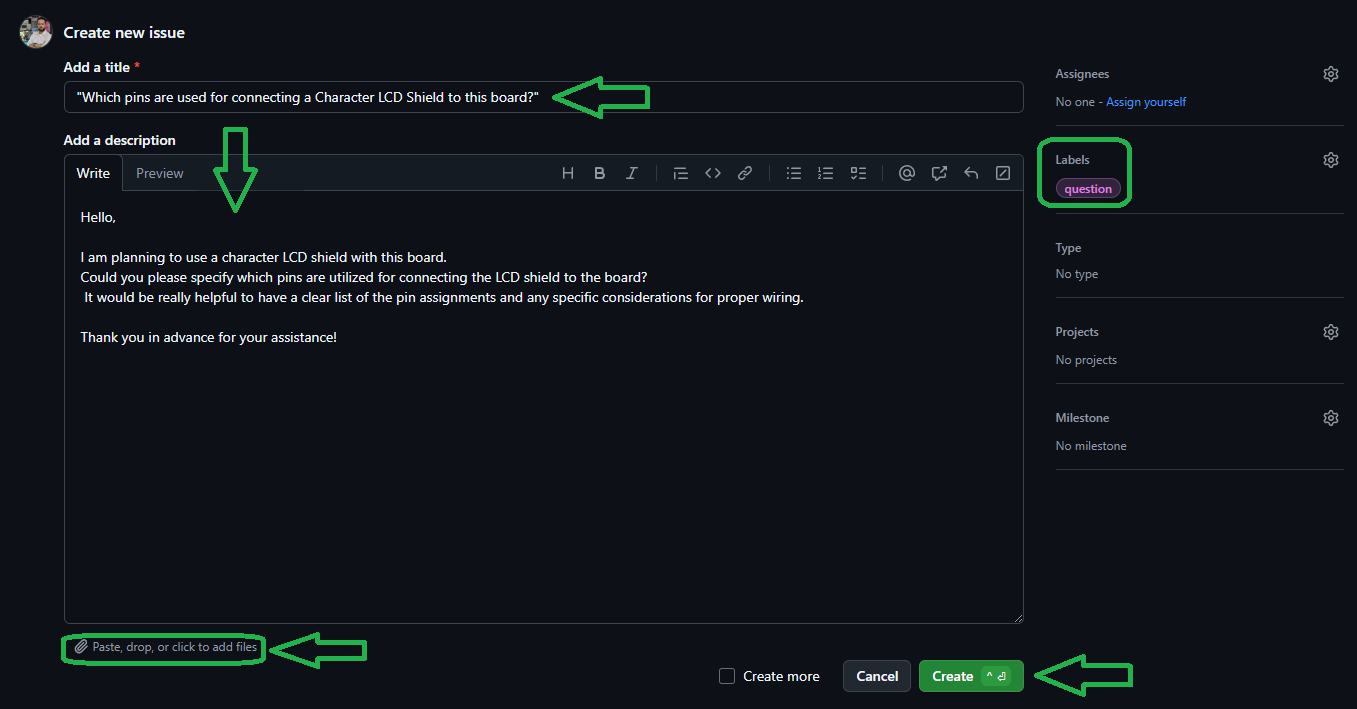 Create new issue
Add a title *
"Which pins are used for connecting a Character LCD Shield to this board?"
Add a description
Write
Preview
Hello,
I am planning to use a character LCD shield with this board.
Could you please specify which pins are utilized for connecting the LCD shield to the board?
It would be really helpful to have a clear list of the pin assignments and any specific considerations for proper wiring.
Thank you in advance for your assistance!
Paste, drop, or click to add files
Create more
Cancel
Create
Assignees
No one - Assign yourself
Labels
question
Type
No type
Projects
No projects
Milestone
No milestone